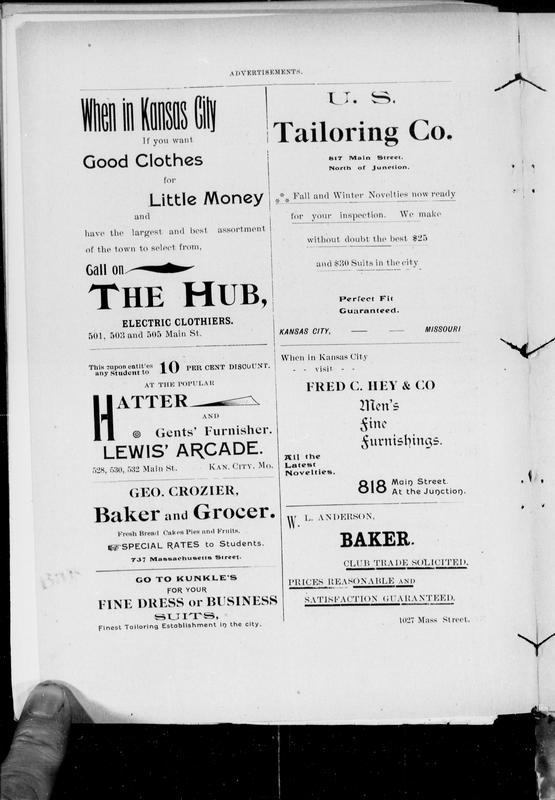 ADVERTISEMENTS.
When in Kansas City
If you want
Good Clothes
for
Little Money
and
have the largest and best assortment
of the town to select from,
Call on
THE HUB,
ELECTRIC CLOTHIERS.
501, 503 and 505 Main St.
This cupon entit'es
any Student to 10 PER CENT DISCOUNT.
AT THE POPULAR
HATTER
AND
Gents' Furnisher.
LEWIS' ARCADE.
528, 530, 532 Main St. KAN. CITY, MO.
GEO. CROZIER,
Baker and Grocer.
Fresh Bread Cakes Pies and Fruits.
SPECIAL RATES to Students.
737 Massachusetts Street.
GO TO KUNKLE'S
FOR YOUR
FINE DRESS or BUSINESS
SUITS,
Finest Tailoring Establishment in the city.
U. S.
Tailoring Co.
817 Main Street.
North of Junction.
Fall and Winter Novelties now ready
for your inspection. We make
without doubt the best $25
and $30 Suits in the city
Perfect Fit
Guaranteed.
KANSAS CITY, — — MISSOURI
When in Kansas City
- - visit - -
FRED C. HEY & CO
Men's
Fine
Furnishings.
All the
Latest
Novelties.
818 Main Street
At the Junction.
W. L. ANDERSON,
BAKER.
CLUB TRADE SOLICITED.
PRICES REASONABLE AND
SATISFACTION GUARANTEED.
1027 Mass Street.